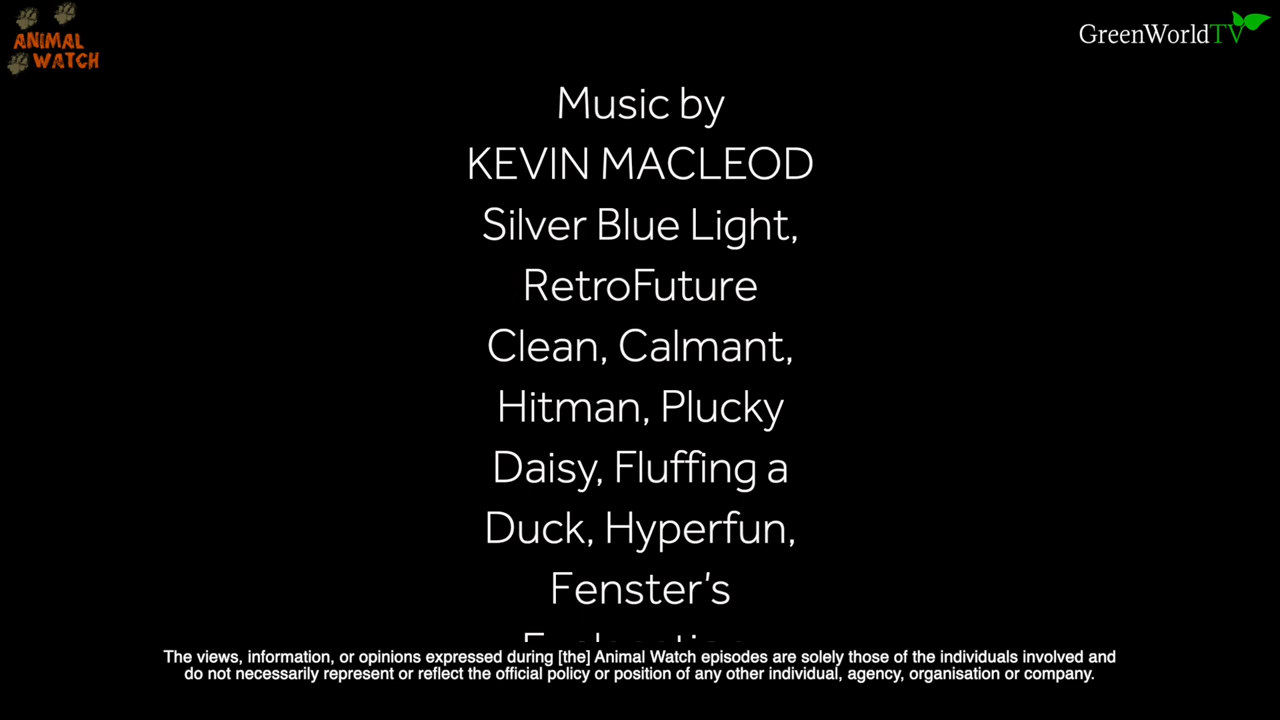 ANIMAL
WATCH
GreenWorldTV
Music by
KEVIN MACLEOD
Silver Blue Light,
RetroFuture
Clean, Calmant,
Hitman, Plucky
Daisy, Fluffing a
Duck, Hyperfun,
Fenster’s
The views, information, or opinions expressed during [the] Animal Watch episodes are solely those of the individuals involved and
do not necessarily represent or reflect the official policy or position of any other individual, agency, organisation or company.